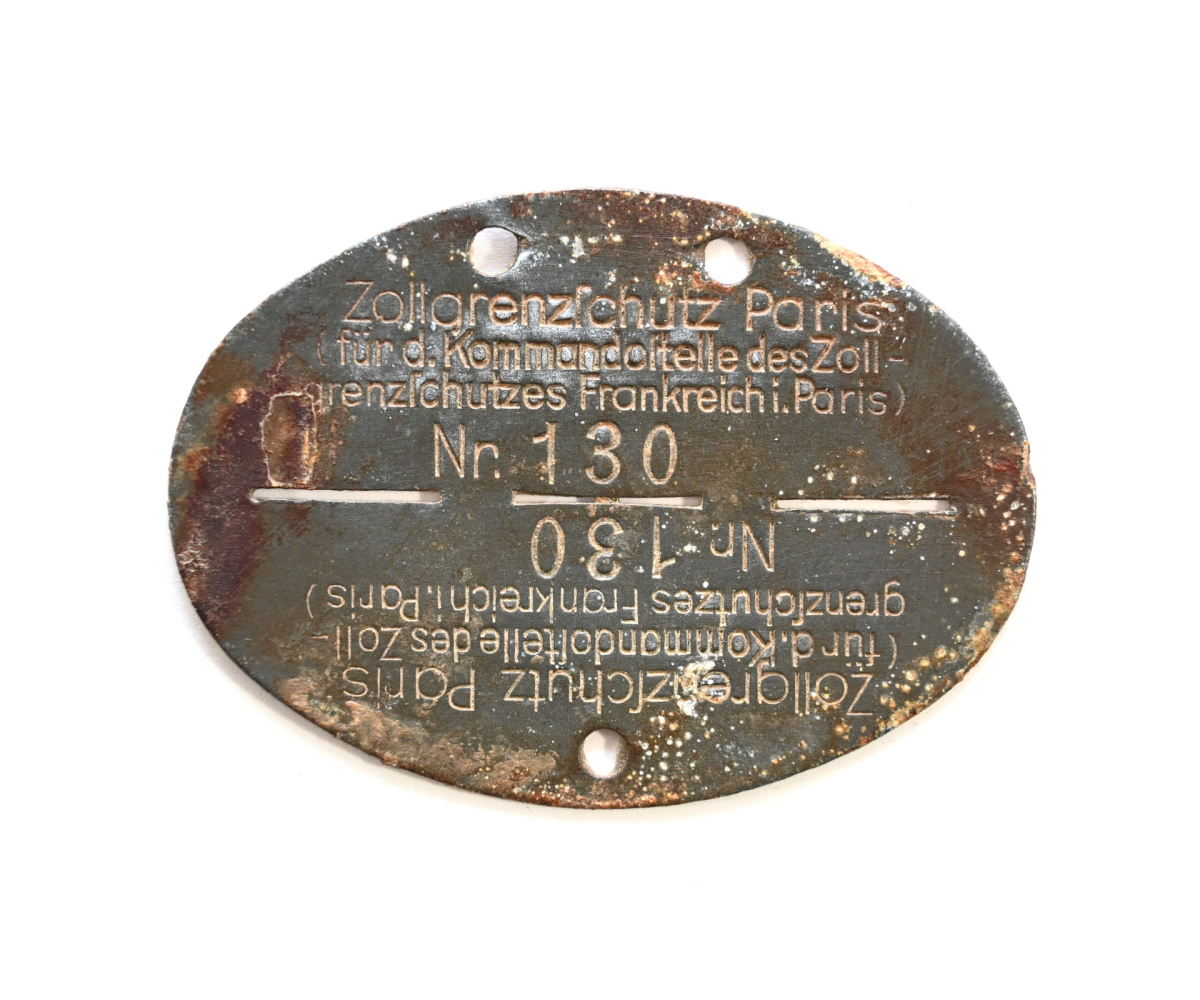 Zollgrenzſchutz Paris
(für d. Kommandoſtelle des Zoll-
grenzſchutzes Frankreich i. Paris)
Nr. 130
Zollgrenzſchutz Paris
(für d. Kommandoſtelle des Zoll-
grenzſchutzes Frankreich i. Paris)
Nr. 130